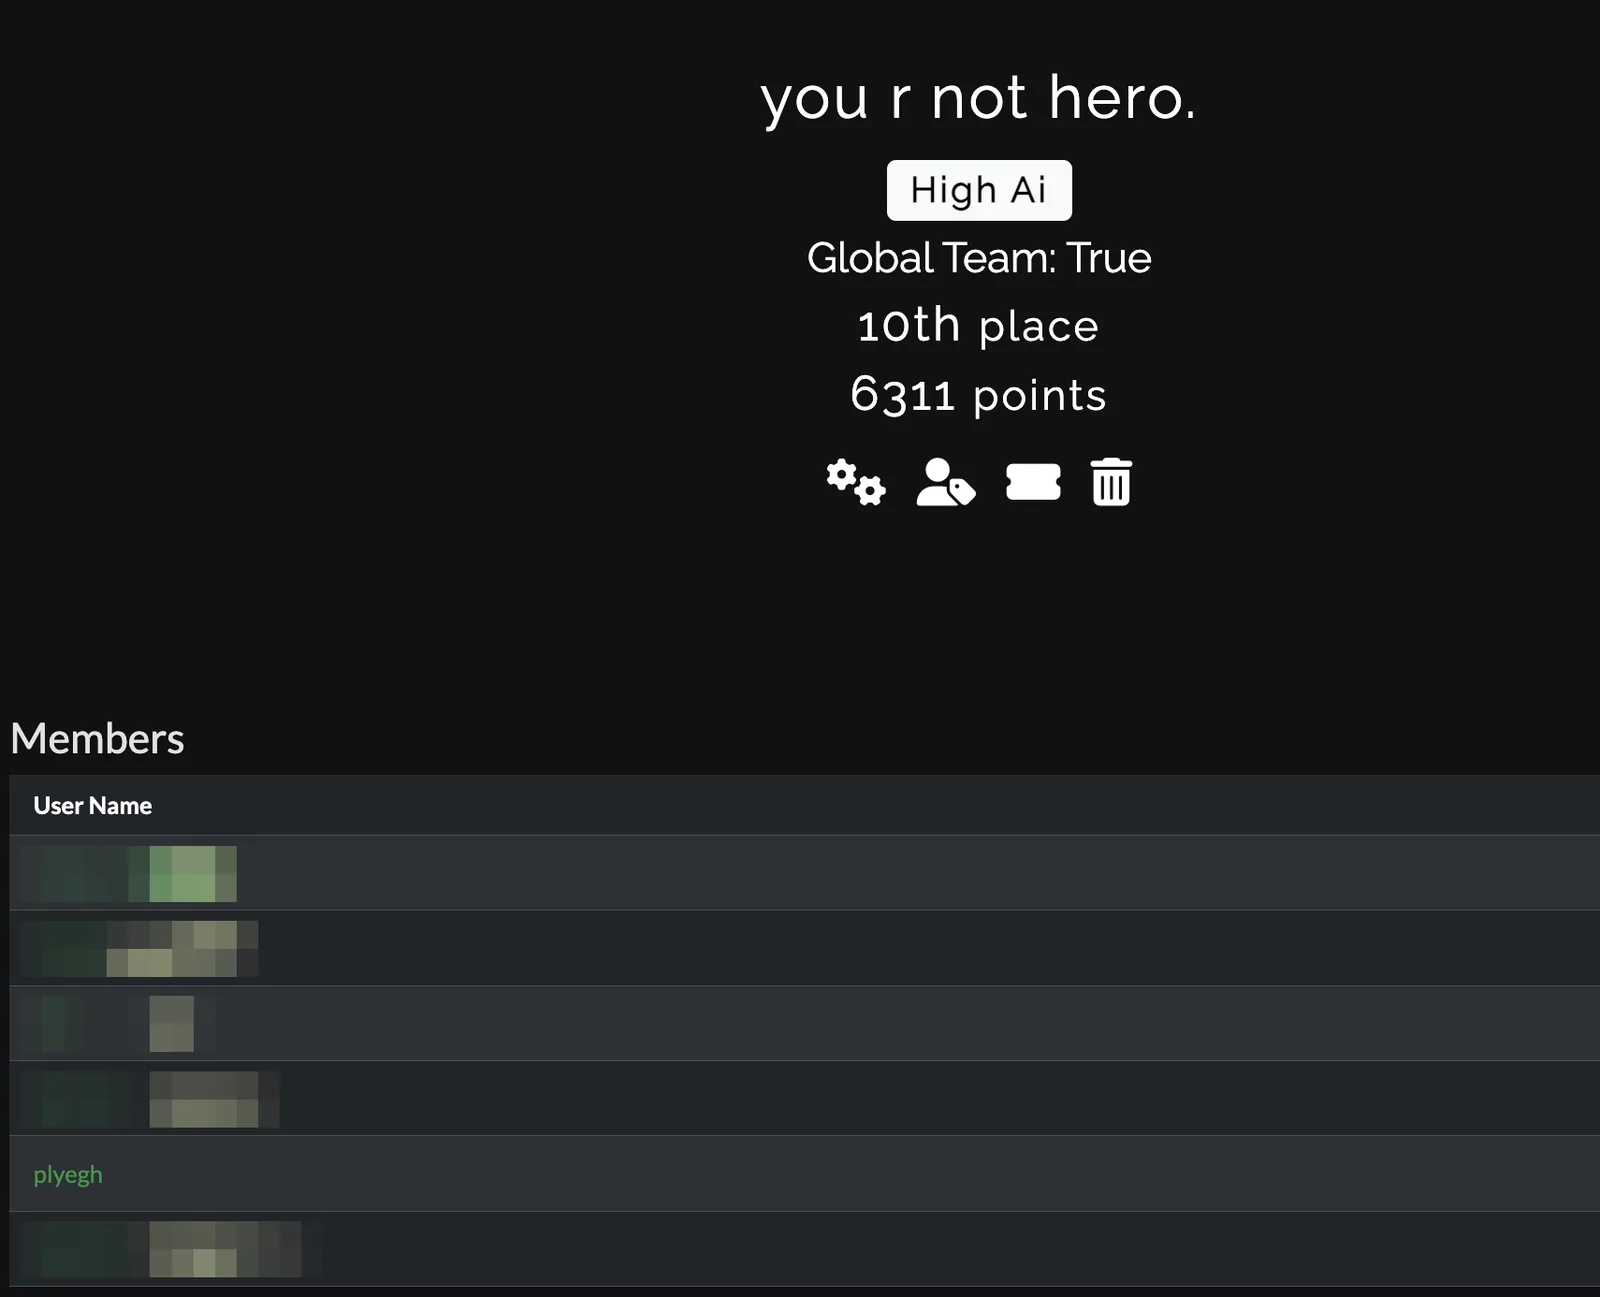 you r not hero.
High Ai
Global Team: True
10th place
6311 points
Members
User Name
plyegh